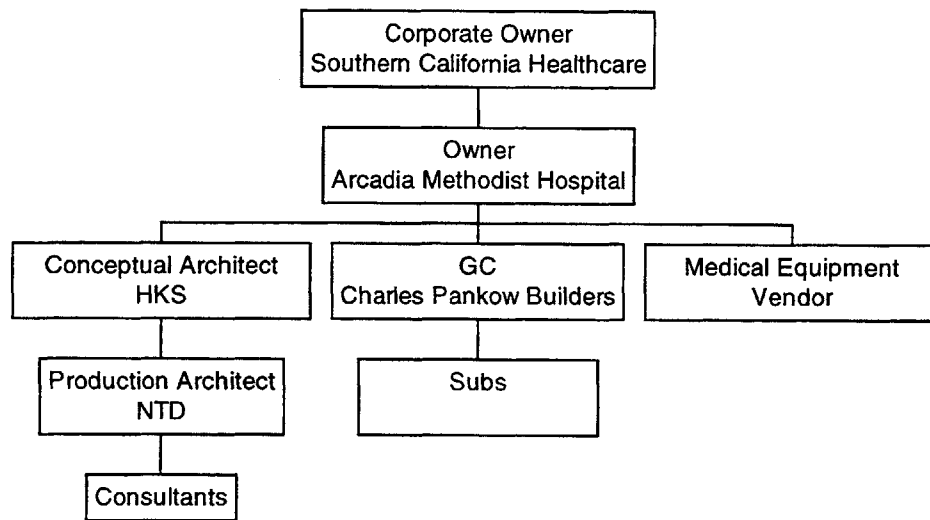 Corporate Owner
Southern California Healthcare
Owner
Arcadia Methodist Hospital
Conceptual Architect
HKS
GC
Charles Pankow Builders
Medical Equipment
Vendor
Production Architect
NTD
Subs
Consultants